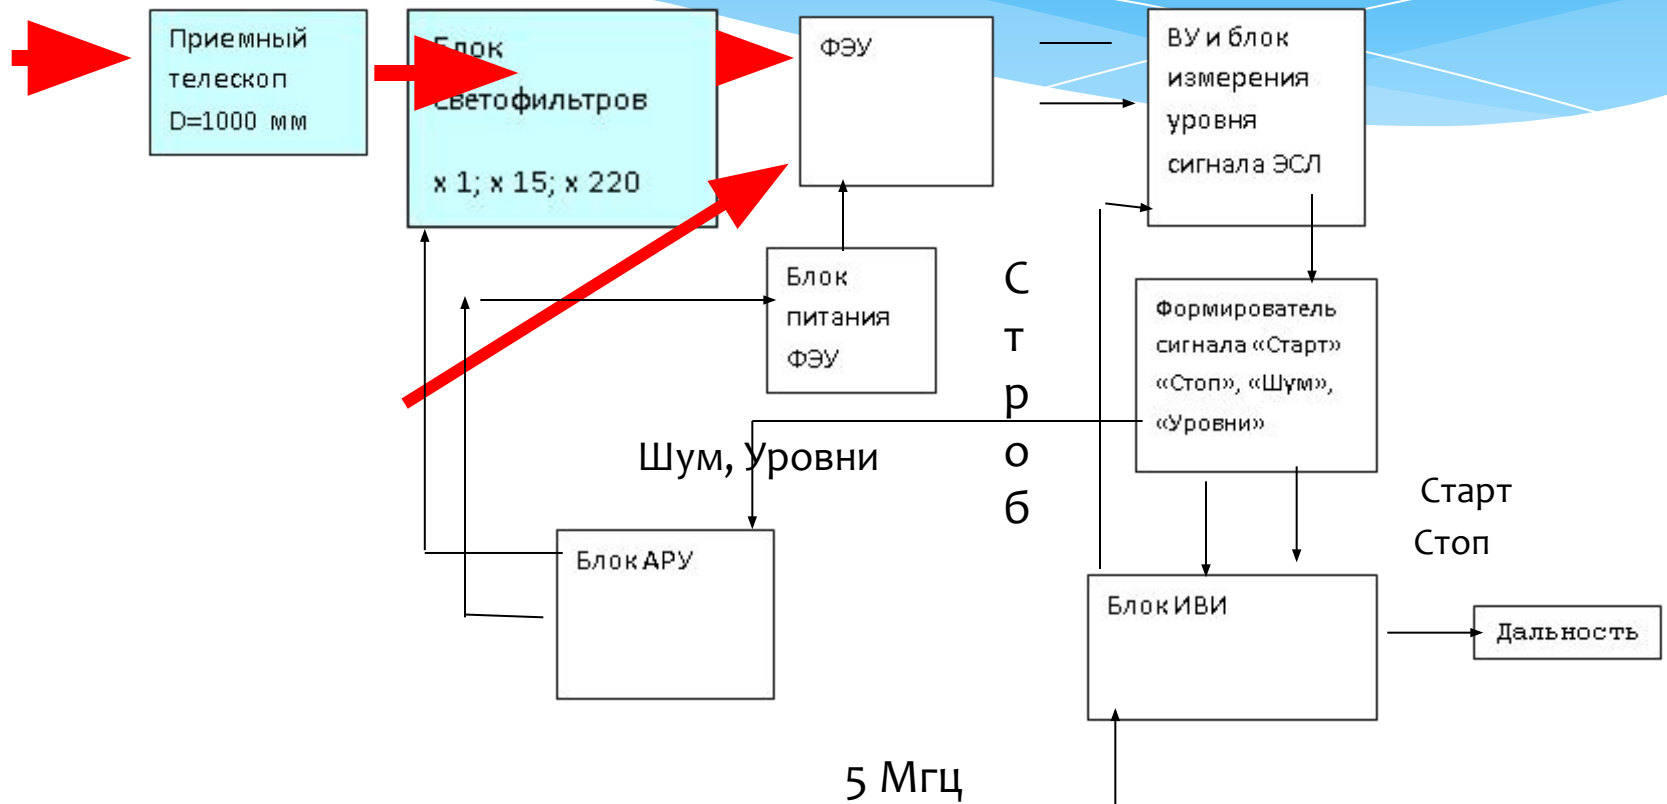 Приемный
телескоп
D=1000 мм
Блок
Светофильтров
x 1; x 15; x 220
ФЭУ
ВУ и блок
измерения
уровня
сигнала ЭСЛ
Блок
питания
ФЭУ
С
т
р
о
б
Формирователь
сигнала «Старт»
«Стоп», «Шум»,
«Уровни»
Шум, Уровни
Старт
Стоп
Блок АРУ
Блок ИВИ
Дальность
5 Мгц